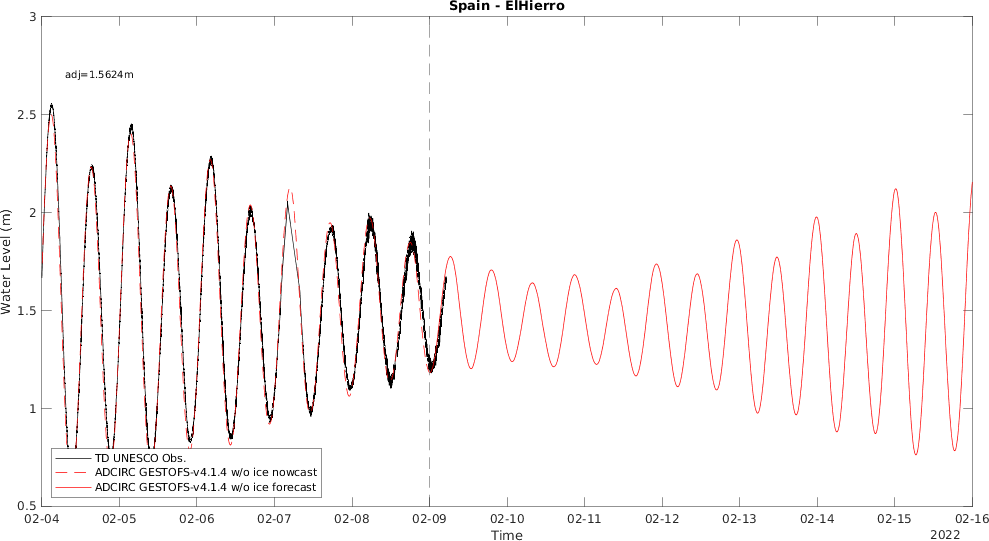 Spain - ElHierro
3
adj=1.5624m
2.5
2
Water Level (m)
1.5
1
TD UNESCO Obs.
ADCIRC GESTOFS-v4.1.4 w/o ice nowcast
ADCIRC GESTOFS-v4.1.4 w/o ice forecast
0.5
02-04 02-05 02-06 02-07 02-08 02-09 02-10 02-11 02-12 02-13 02-14 02-15 02-16
Time
2022